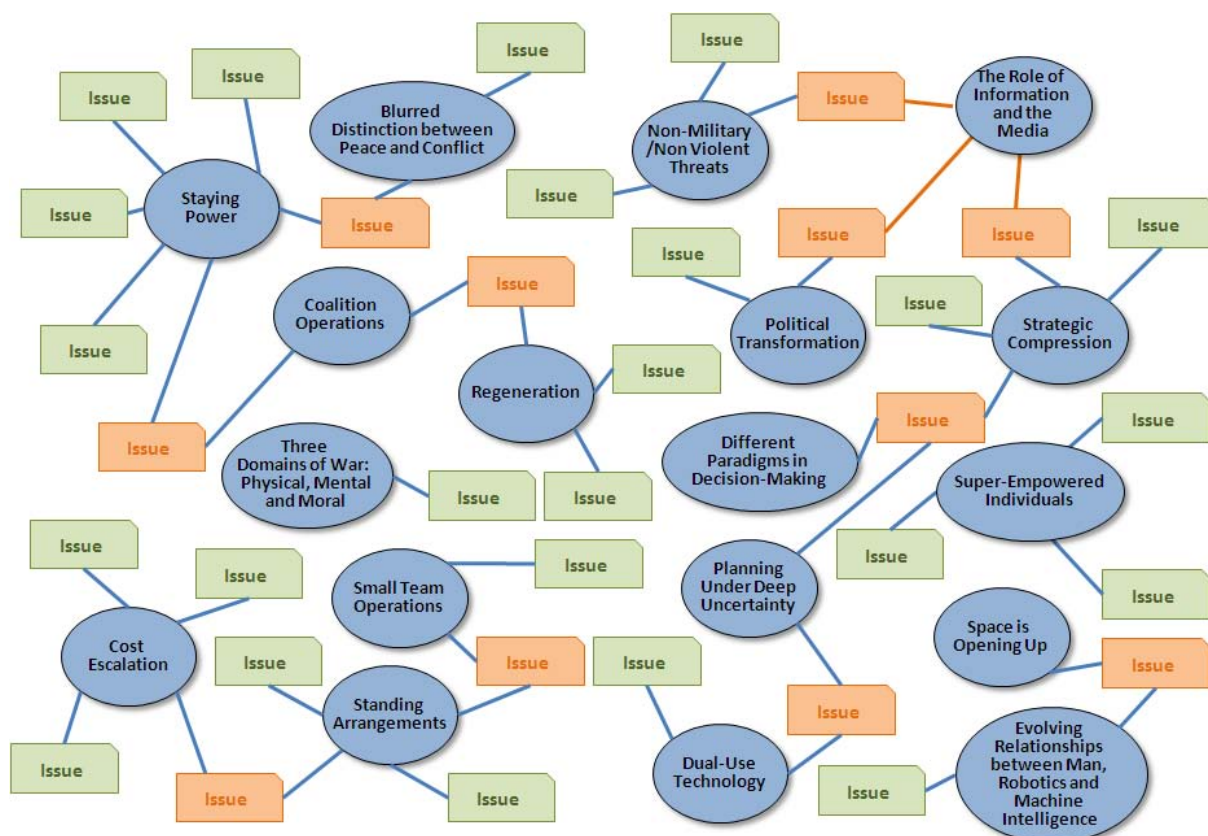 Issue
Issue
Issue
Issue
Issue
The Role of
Information
and the
Media
Issue
Blurred
Distinction between
Peace and Conflict
Non-Military
/Non Violent
Threats
Issue
Issue
Staying
Power
Issue
Issue
Issue
Issue
Issue
Issue
Issue
Coalition
Operations
Issue
Political
Transformation
Strategic
Compression
Issue
Regeneration
Issue
Issue
Issue
Issue
Three
Domains of War:
Physical, Mental
and Moral
Different
Paradigms in
Decision-Making
Super-Empowered
Individuals
Issue
Issue
Issue
Issue
Issue
Issue
Small Team
Operations
Planning
Under Deep
Uncertainty
Issue
Cost
Escalation
Space is
Opening Up
Issue
Issue
Issue
Issue
Standing
Arrangements
Issue
Issue
Dual-Use
Technology
Evolving
Relationships
between Man,
Robotics and
Machine
Intelligence
Issue
Issue
Issue